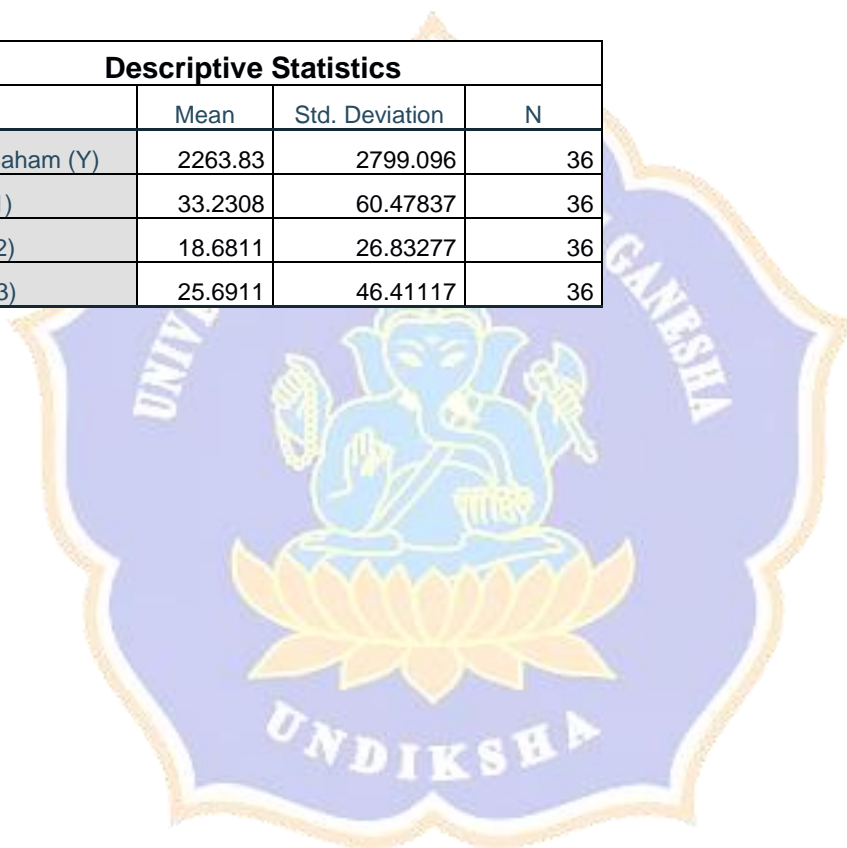 Descriptive Statistics
Mean Std. Deviation N
aham (Y) 2263.83 2799.096 36
) 33.2308 60.47837 36
2) 18.6811 26.83277 36
3) 25.6911 46.41117 36
GANESHA
UNDIKSHA